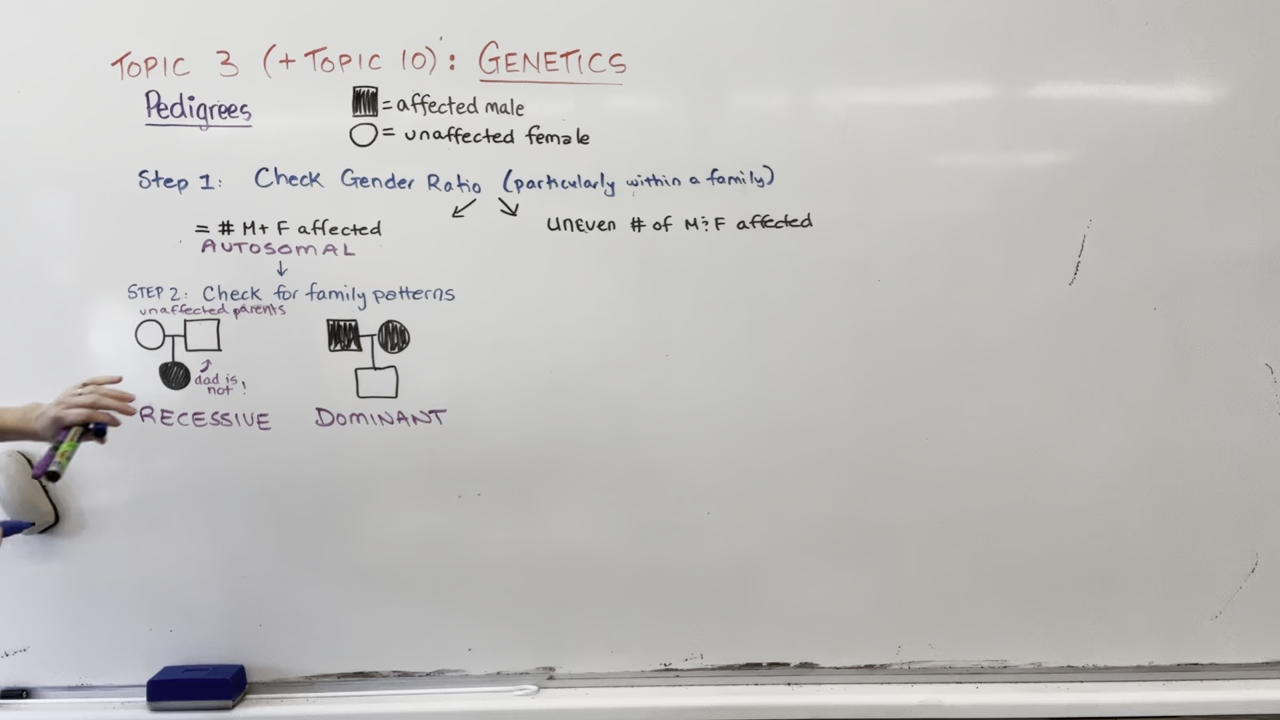 TOPIC 3 (+ TOPIC 10): GENETICS
Pedigrees
= affected male
= unaffected female
Step 1: Check Gender Ratio (particularly within a family)
= # M + F affected
uneven # of M:F affected
AUTOSOMAL
STEP 2: Check for family patterns
unaffected parents
dad is
not!
RECESSIVE
DOMINANT